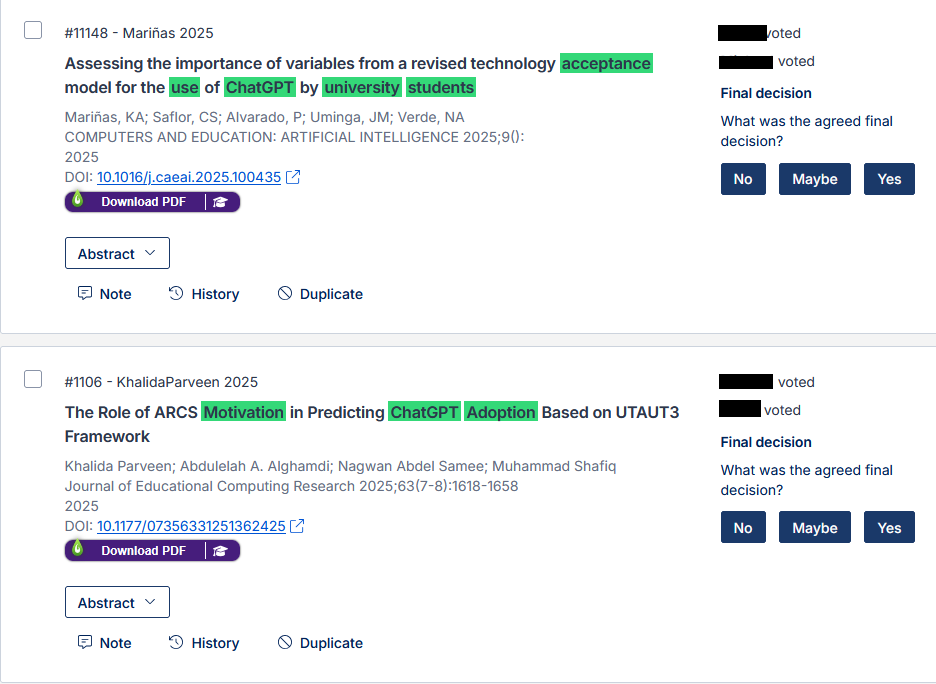 #11148 - Mariñas 2025
Assessing the importance of variables from a revised technology acceptance
model for the use of ChatGPT by university students
Mariñas, KA; Saflor, CS; Alvarado, P; Uminga, JM; Verde, NA
COMPUTERS AND EDUCATION: ARTIFICIAL INTELLIGENCE 2025;9():
2025
DOI: 10.1016/j.caeai.2025.100435
Download PDF
Abstract
Note History Duplicate
voted
voted
Final decision
What was the agreed final
decision?
No Maybe Yes
#1106 - KhalidaParveen 2025
The Role of ARCS Motivation in Predicting ChatGPT Adoption Based on UTAUT3
Framework
Khalida Parveen; Abdulelah A. Alghamdi; Nagwan Abdel Samee; Muhammad Shafiq
Journal of Educational Computing Research 2025;63(7-8):1618-1658
2025
DOI: 10.1177/07356331251362425
Download PDF
Abstract
Note History Duplicate
voted
voted
Final decision
What was the agreed final
decision?
No Maybe Yes